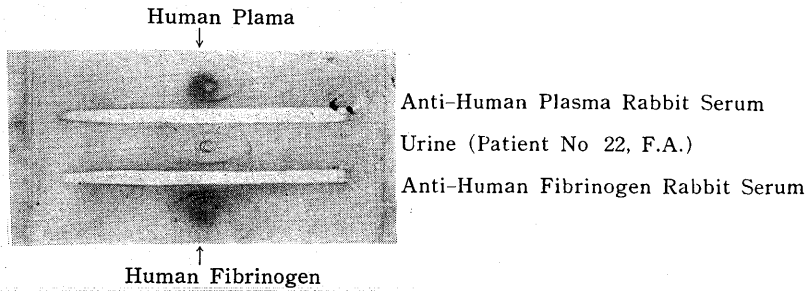 Human Plama
Anti-Human Plasma Rabbit Serum
Urine (Patient No 22, F.A.)
Anti-Human Fibrinogen Rabbit Serum
Human Fibrinogen